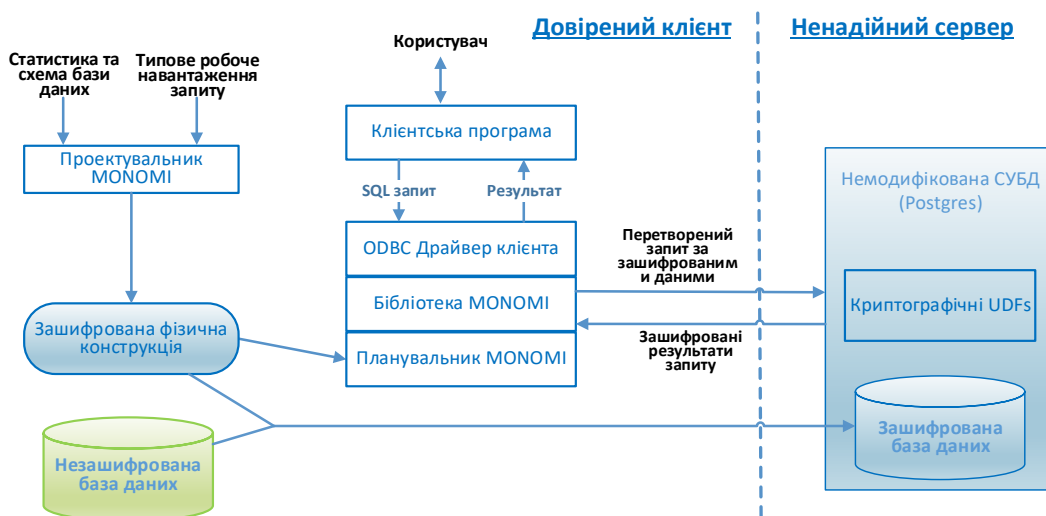 Довірений клієнт
Ненадійний сервер
Статистика та
схема бази
даних
Типове робоче
навантаження
запиту
Користувач
Проектувальник
MONOMI
Клієнтська програма
SQL запит
Результат
ODBC Драйвер клієнта
Бібліотека MONOMI
Планувальник MONOMI
Перетворений
запит за
зашифрованим
и даними
Зашифровані
результати
запиту
Немодифікована СУБД
(Postgres)
Криптографічні UDFs
Зашифрована
база даних
Зашифрована фізична
конструкція
Незашифрована
база даних